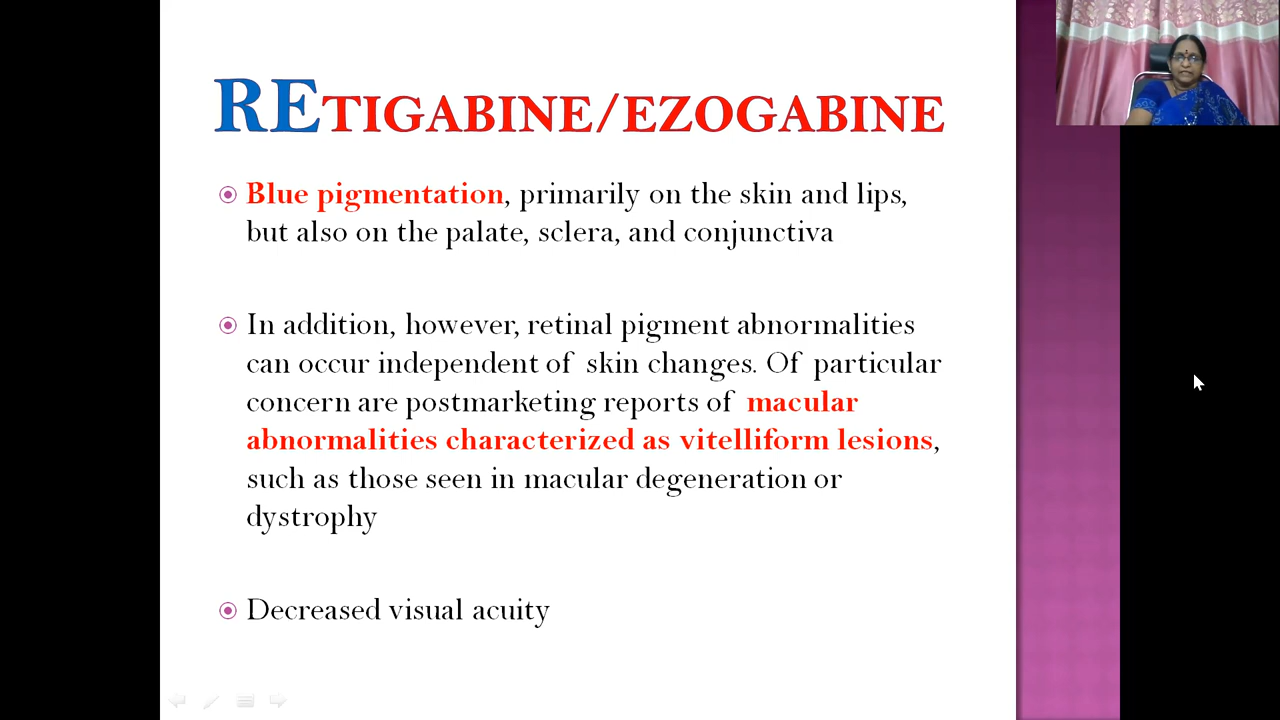 RETIGABINE/EZOGABINE
Blue pigmentation, primarily on the skin and lips,
but also on the palate, sclera, and conjunctiva
In addition, however, retinal pigment abnormalities
can occur independent of skin changes. Of particular
concern are postmarketing reports of macular
abnormalities characterized as vitelliform lesions,
such as those seen in macular degeneration or
dystrophy
Decreased visual acuity